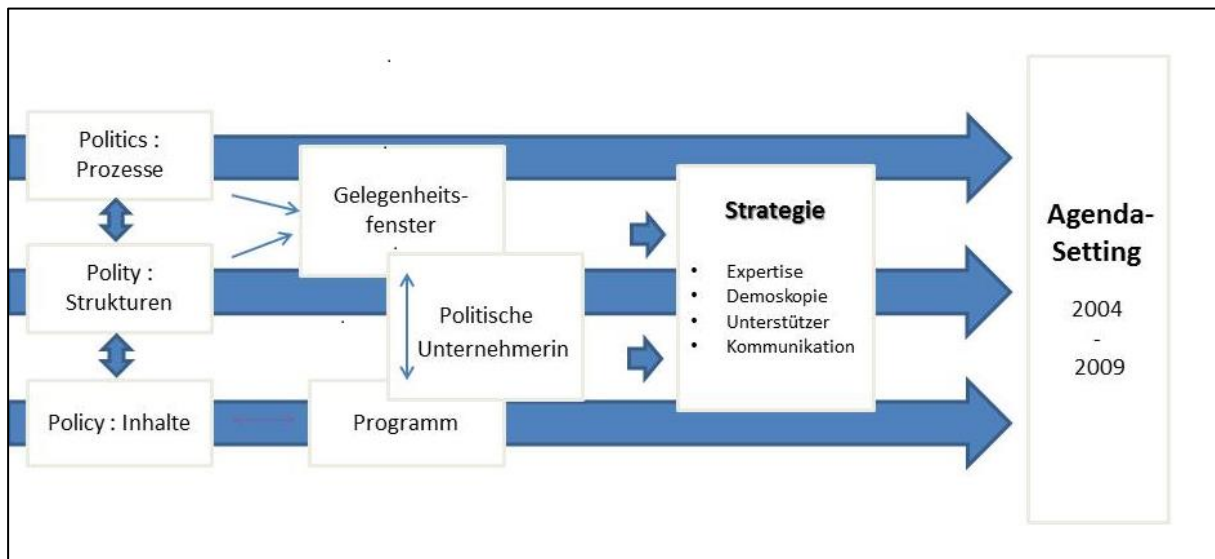 Politics :
Prozesse
Polity :
Strukturen
Policy : Inhalte
Gelegenheits-
fenster
Politische
Unternehmerin
Programm
Strategie
• Expertise
• Demoskopie
• Unterstützer
• Kommunikation
Agenda-
Setting
2004
-
2009